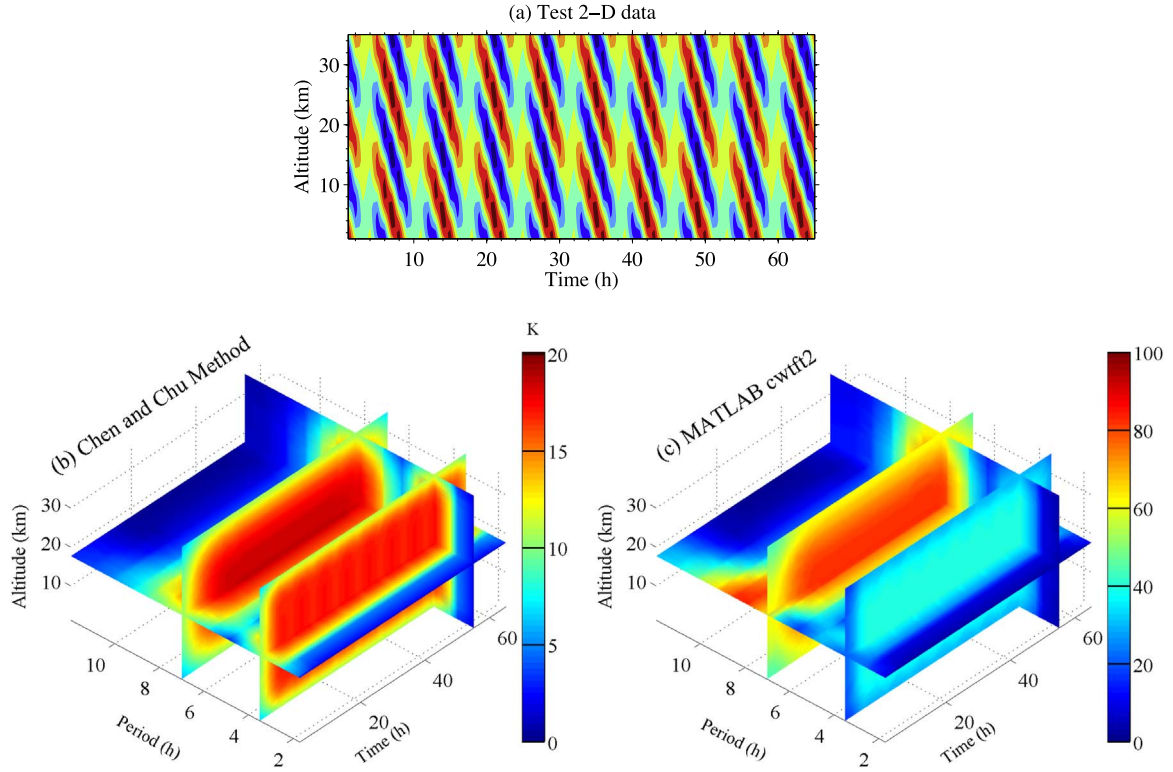 (a) Test 2−D data
30
20
10
Altitude (km)
10 20 30 40 50 60
Time (h)
K
(b) Chen and Chu Method
20
15
10
5
0
30
20
10
Altitude (km)
10
8
6
4
2
Period (h)
60
40
20
Time (h)
(c) MATLAB cwtft2
100
80
60
40
20
0
30
20
10
Altitude (km)
10
8
6
4
2
Period (h)
60
40
20
Time (h)